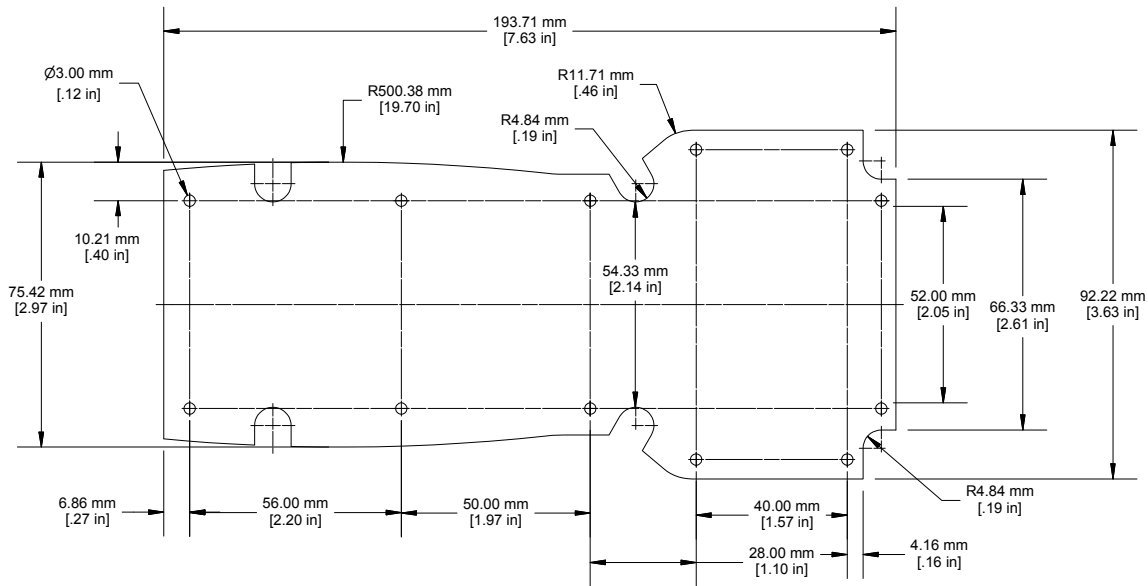 193.71 mm
[7.63 in]
Ø3.00 mm
[.12 in]
R500.38 mm
[19.70 in]
R11.71 mm
[.46 in]
R4.84 mm
[.19 in]
10.21 mm
[.40 in]
75.42 mm
[2.97 in]
54.33 mm
[2.14 in]
52.00 mm
[2.05 in]
66.33 mm
[2.61 in]
92.22 mm
[3.63 in]
6.86 mm
[.27 in]
56.00 mm
[2.20 in]
50.00 mm
[1.97 in]
40.00 mm
[1.57 in]
R4.84 mm
[.19 in]
28.00 mm
[1.10 in]
4.16 mm
[.16 in]